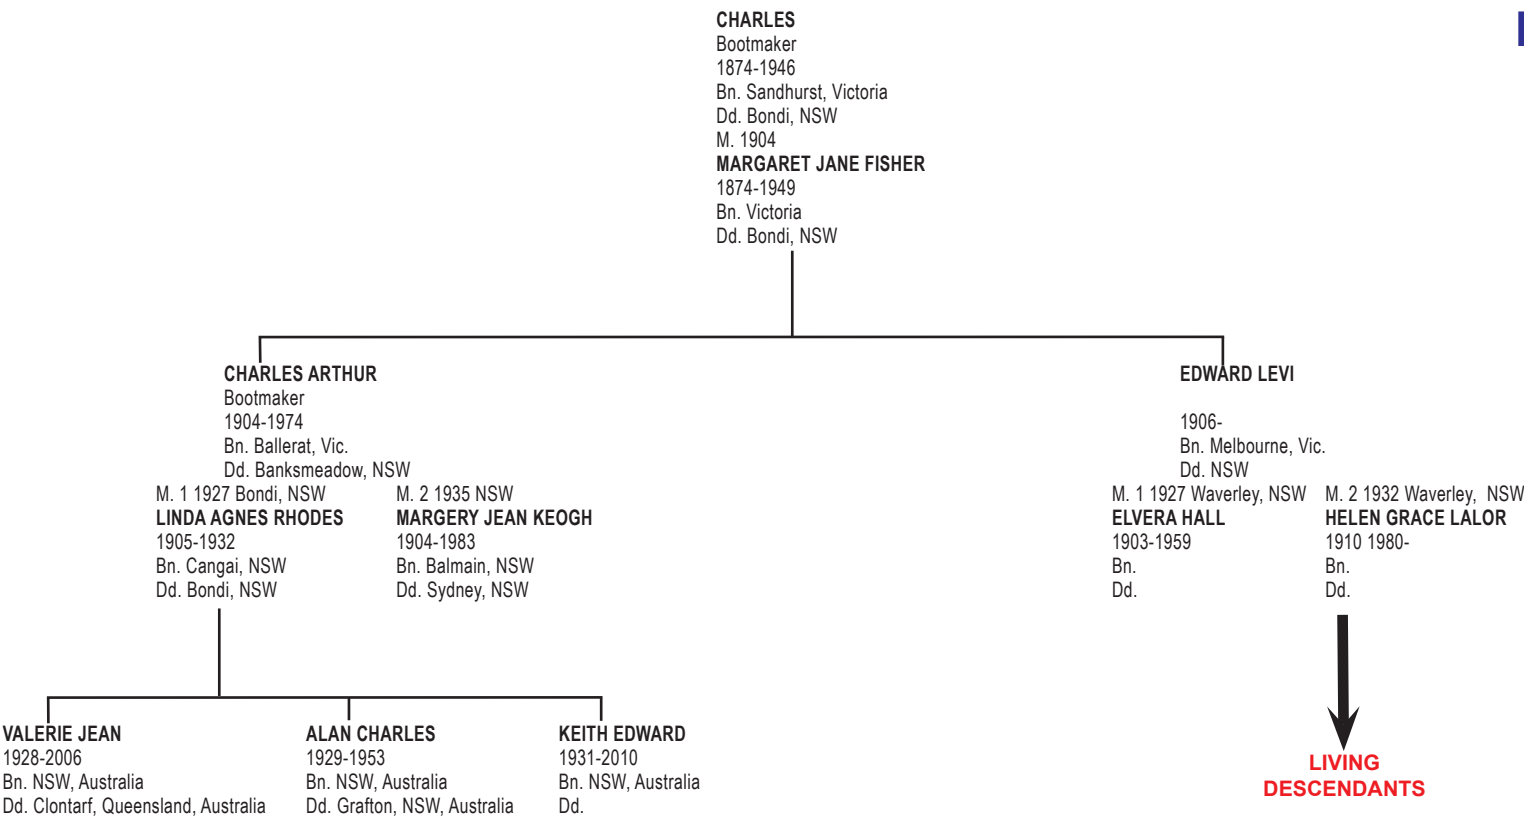 CHARLES
Bootmaker
1874-1946
Bn. Sandhurst, Victoria
Dd. Bondi, NSW
M. 1904
MARGARET JANE FISHER
1874-1949
Bn. Victoria
Dd. Bondi, NSW
CHARLES ARTHUR
Bootmaker
1904-1974
Bn. Ballerat, Vic.
Dd. Banksmeadow, NSW
M. 1 1927 Bondi, NSW
LINDA AGNES RHODES
1905-1932
Bn. Cangai, NSW
Dd. Bondi, NSW
M. 2 1935 NSW
MARGERY JEAN KEOGH
1904-1983
Bn. Balmain, NSW
Dd. Sydney, NSW
EDWARD LEVI
1906-
Bn. Melbourne, Vic.
Dd. NSW
M. 1 1927 Waverley, NSW
ELVERA HALL
1903-1959
Bn.
Dd.
M. 2 1932 Waverley, NSW
HELEN GRACE LALOR
1910 1980-
Bn.
Dd.
VALERIE JEAN
1928-2006
Bn. NSW, Australia
Dd. Clontarf, Queensland, Australia
ALAN CHARLES
1929-1953
Bn. NSW, Australia
Dd. Grafton, NSW, Australia
KEITH EDWARD
1931-2010
Bn. NSW, Australia
Dd.
LIVING
DESCENDANTS